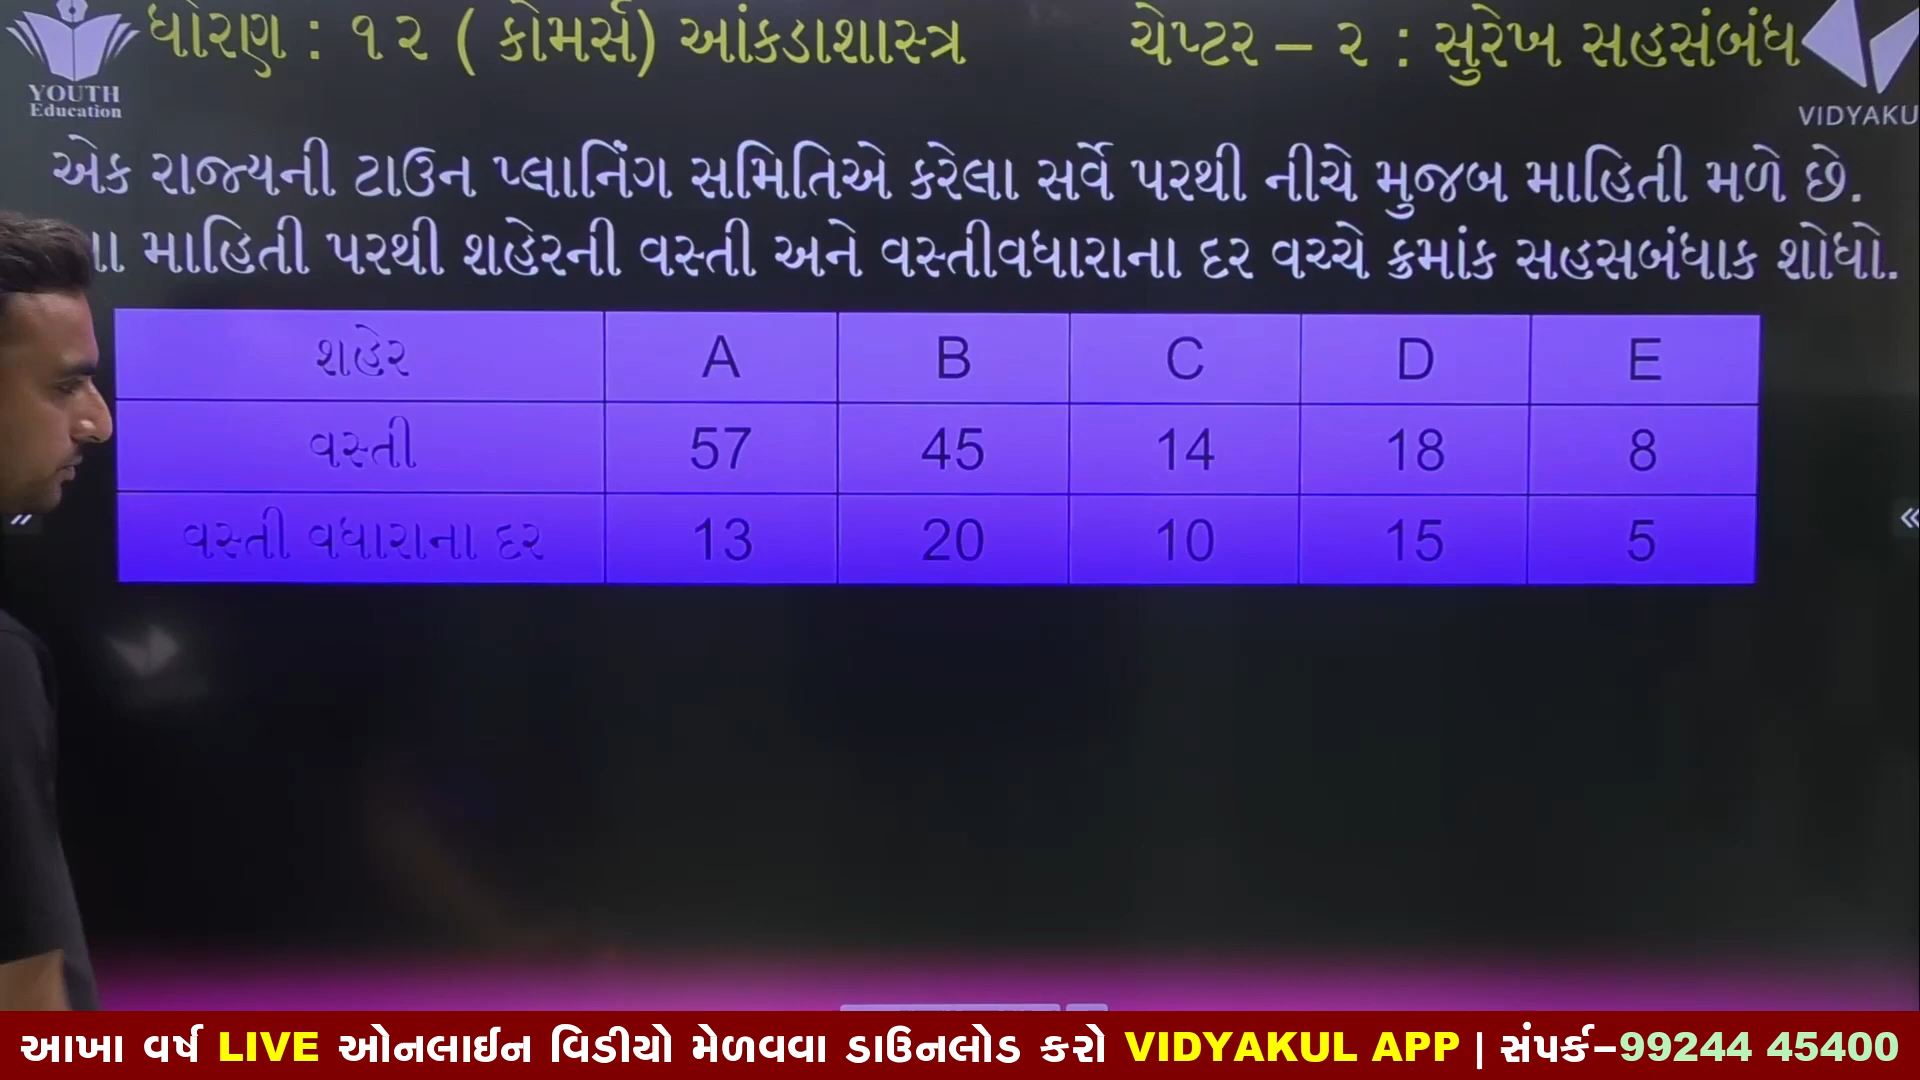 ધોરણ : ૧૨ ( કોમર્સ) આંકડાશાસ્ત્ર ચેપ્ટર – ૨ : સુરેખ સહસંબંધ
YOUTH
Education
VIDYAKU
એક રાજ્યની ટાઉન પ્લાનિંગ સમિતિએ કરેલા સર્વે પરથી નીચે મુજબ માહિતી મળે છે.
માહિતી પરથી શહેરની વસ્તી અને વસ્તીવધારાના દર વચ્ચે ક્રમાંક સહસબંધાક શોધો.
શહેર A B C D E
વસ્તી 57 45 14 18 8
વસ્તી વધારાના દર 13 20 10 15 5
આખા વર્ષ LIVE ઓનલાઈન વિડીયો મેળવવા ડાઉનલોડ કરો VIDYAKUL APP | સંપર્ક–99244 45400